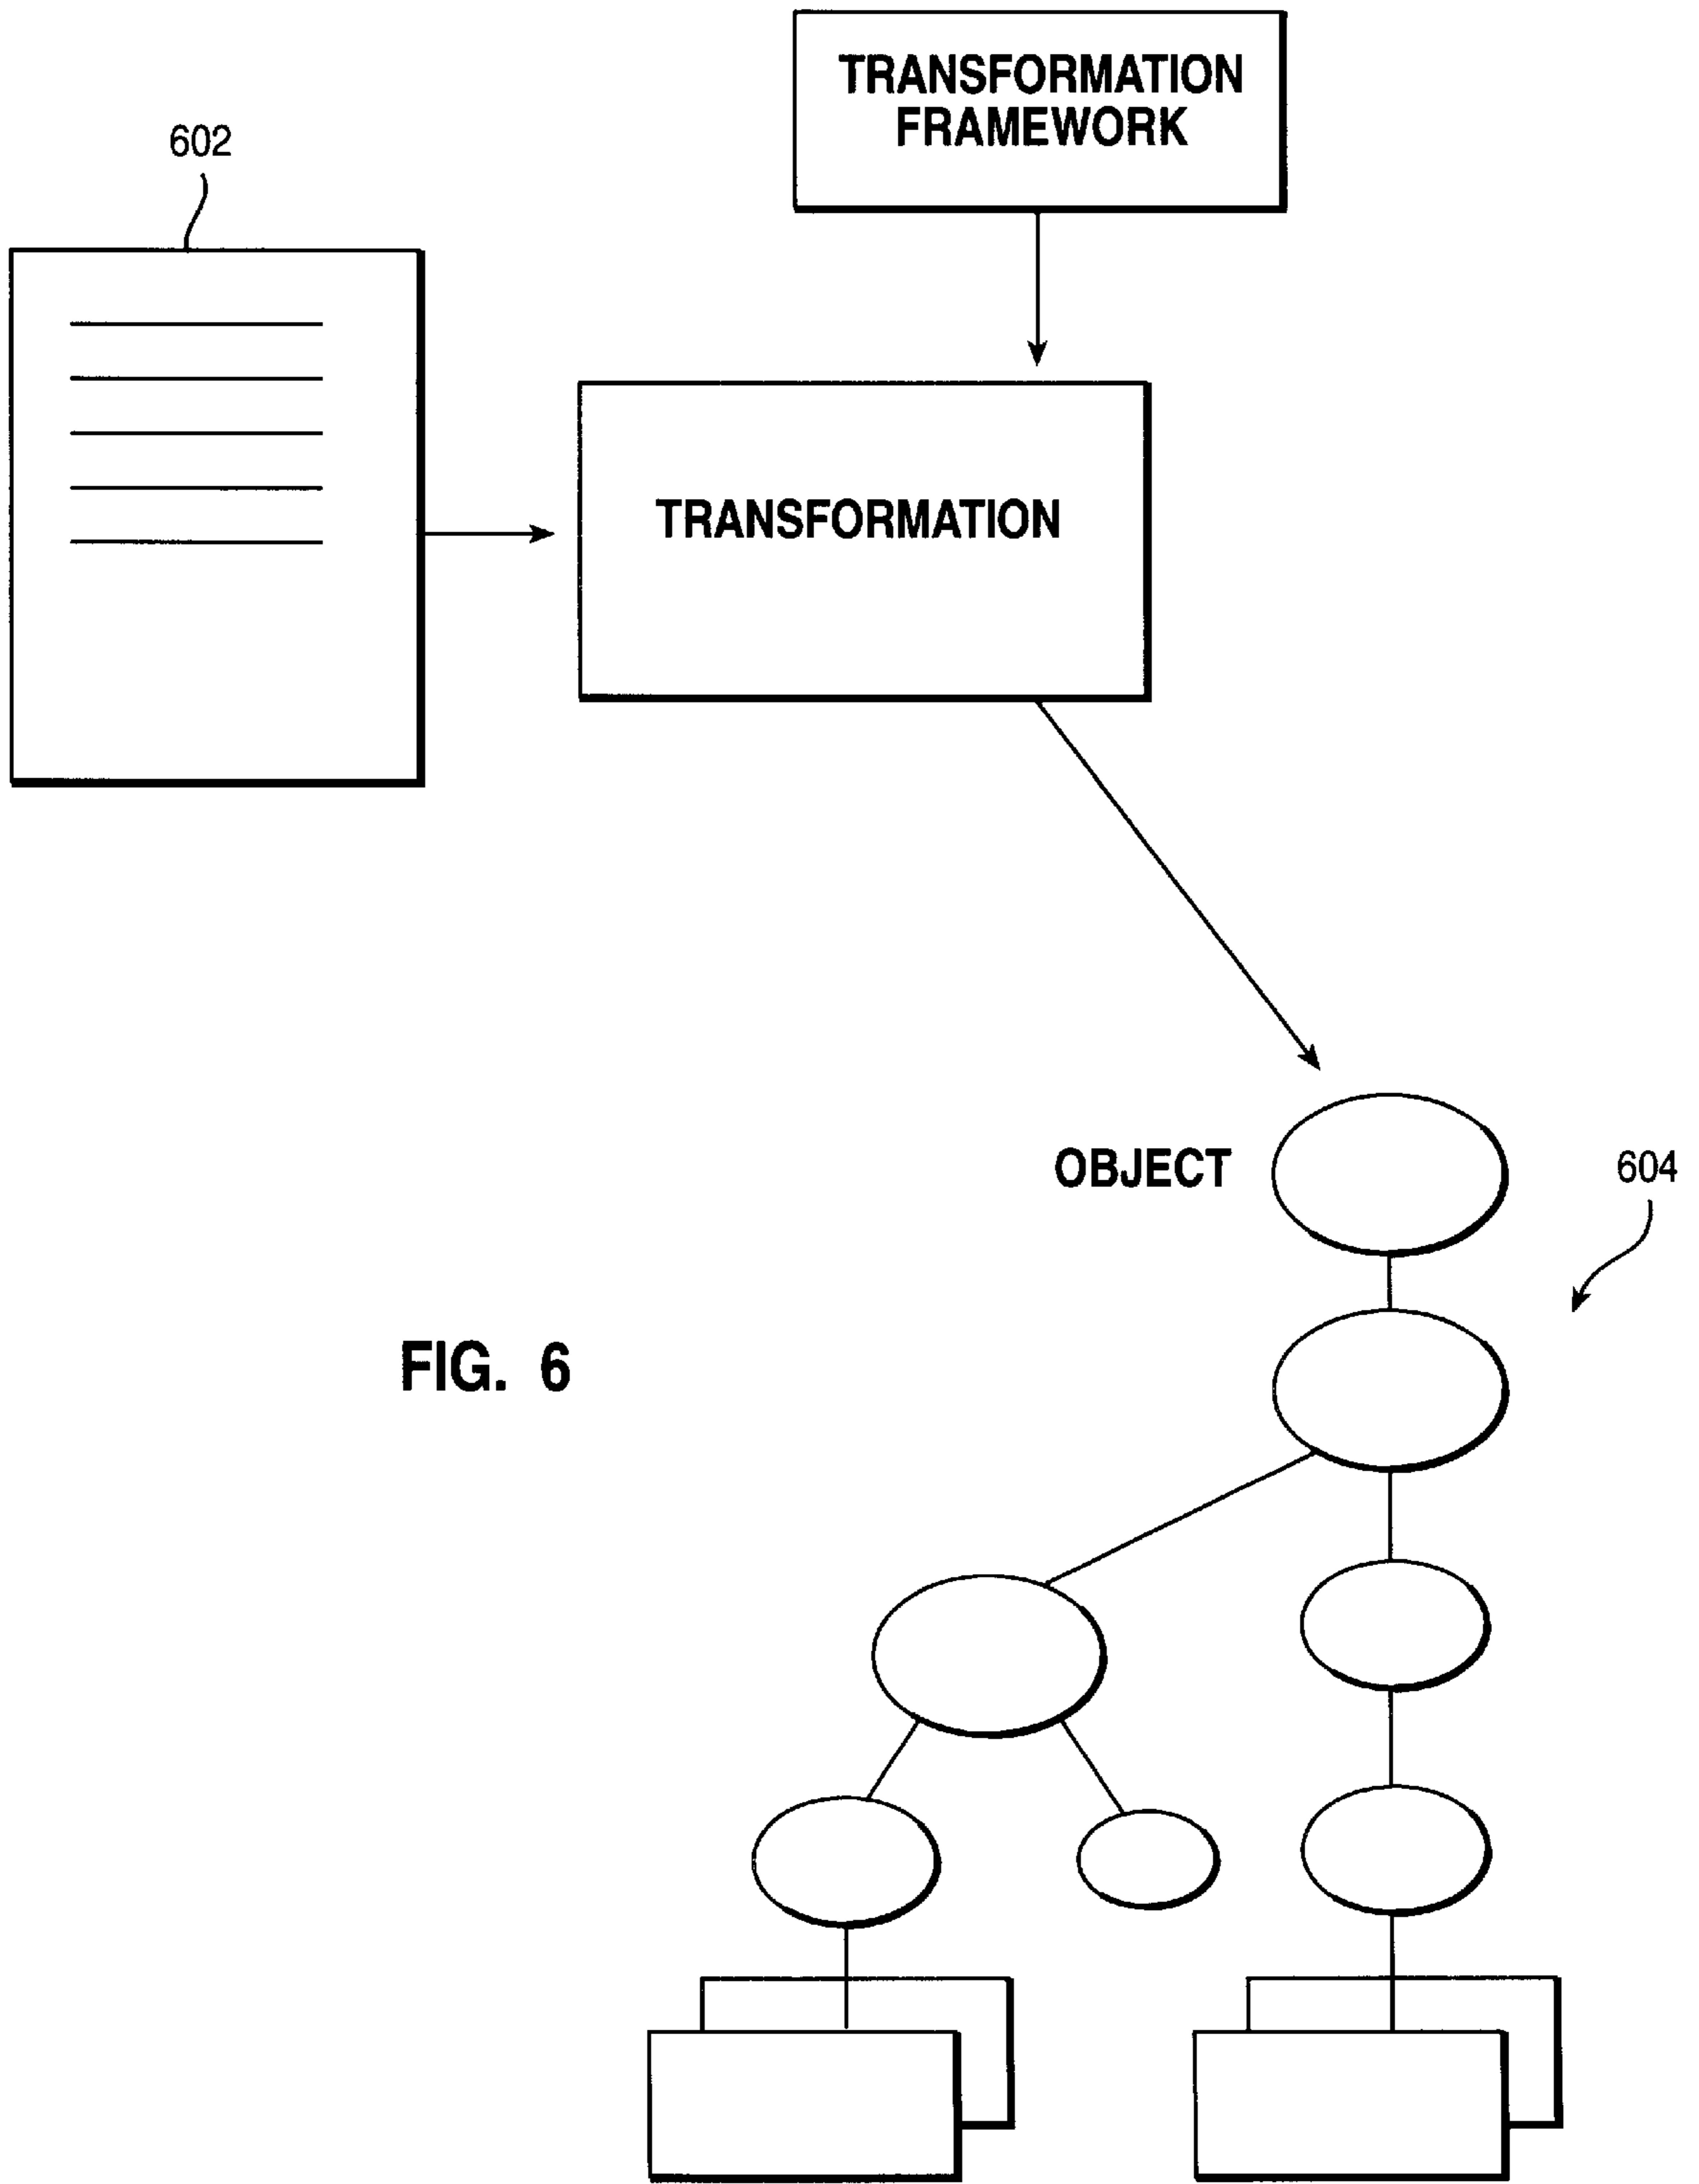 TRANSFORMATION
FRAMEWORK
602
TRANSFORMATION
OBJECT
604
FIG. 6